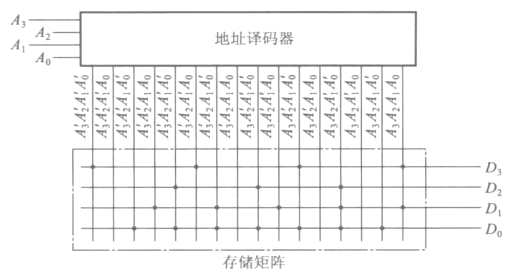 A₃
A₂
A₁
A₀
地址译码器
A₃′A₂′A₁′A₀′
A₃′A₂′A₁′A₀
A₃′A₂′A₁A₀′
A₃′A₂′A₁A₀
A₃′A₂A₁′A₀′
A₃′A₂A₁′A₀
A₃′A₂A₁A₀′
A₃′A₂A₁A₀
A₃A₂′A₁′A₀′
A₃A₂′A₁′A₀
A₃A₂′A₁A₀′
A₃A₂′A₁A₀
A₃A₂A₁′A₀′
A₃A₂A₁′A₀
A₃A₂A₁A₀′
A₃A₂A₁A₀
D₃
D₂
D₁
D₀
存储矩阵